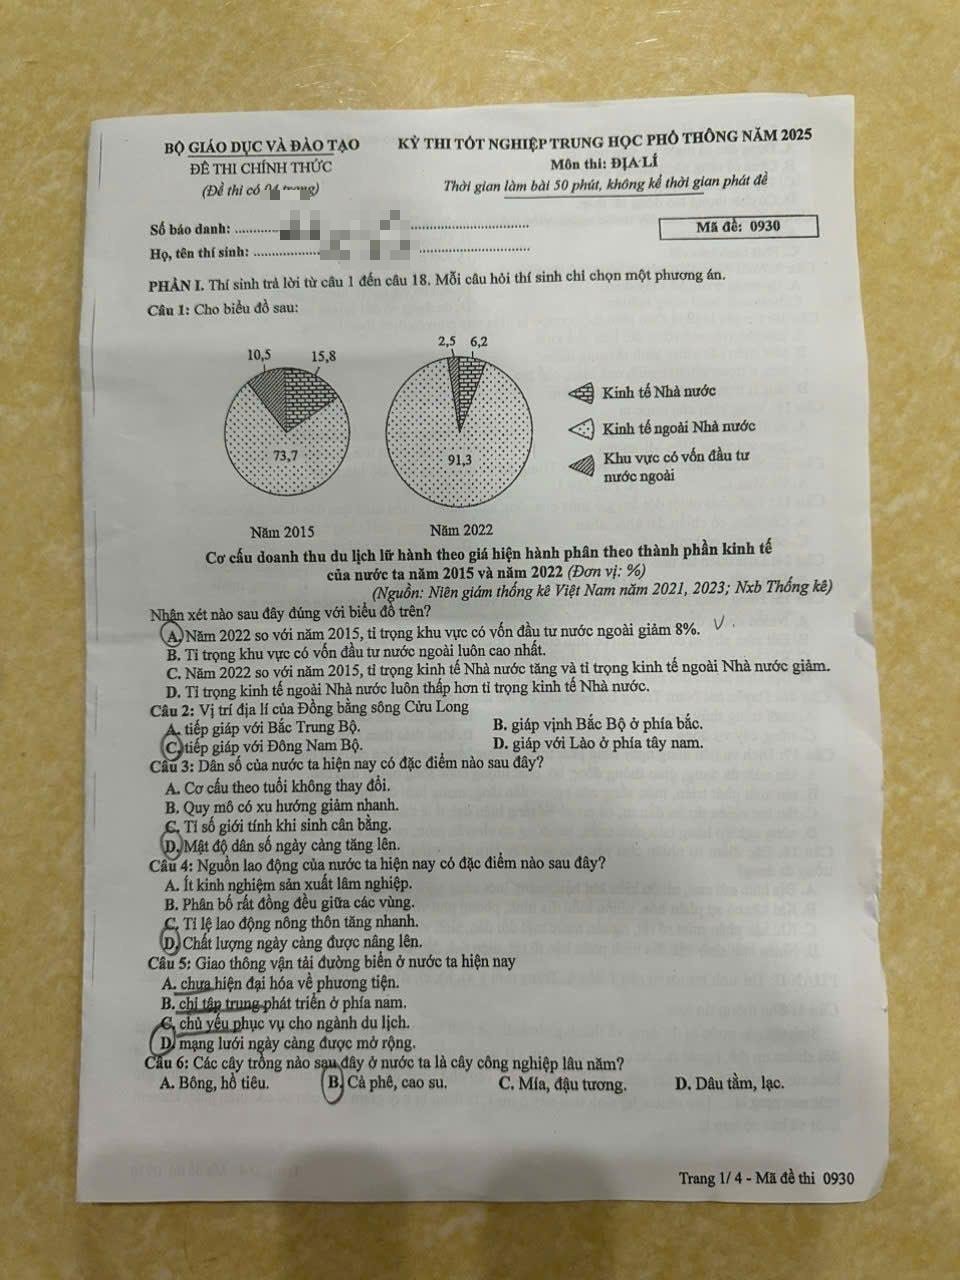 BỘ GIÁO DỤC VÀ ĐÀO TẠO
ĐỀ THI CHÍNH THỨC
(Đề thi có
KỲ THI TỐT NGHIỆP TRUNG HỌC PHỔ THÔNG NĂM 2025
Môn thi: ĐỊA LÍ
Thời gian làm bài 50 phút, không kể thời gian phát đề
Số báo danh:
Họ, tên thí sinh:
Mã đề: 0930
PHẦN I. Thí sinh trả lời từ câu 1 đến câu 18. Mỗi câu hỏi thí sinh chỉ chọn một phương án.
Câu 1: Cho biểu đồ sau:
10,5 15,8
73,7
Năm 2015
2,5 6,2
91,3
Năm 2022
Kinh tế Nhà nước
Kinh tế ngoài Nhà nước
Khu vực có vốn đầu tư
nước ngoài
Cơ cấu doanh thu du lịch lữ hành theo giá hiện hành phân theo thành phần kinh tế
của nước ta năm 2015 và năm 2022 (Đơn vị: %)
(Nguồn: Niên giám thống kê Việt Nam năm 2021, 2023; Nxb Thống kê)
Nhận xét nào sau đây đúng với biểu đồ trên?
A. Năm 2022 so với năm 2015, tỉ trọng khu vực có vốn đầu tư nước ngoài giảm 8%.
B. Tỉ trọng khu vực có vốn đầu tư nước ngoài luôn cao nhất.
C. Năm 2022 so với năm 2015, tỉ trọng kinh tế Nhà nước tăng và tỉ trọng kinh tế ngoài Nhà nước giảm.
D. Tỉ trọng kinh tế ngoài Nhà nước luôn thấp hơn tỉ trọng kinh tế Nhà nước.
Câu 2: Vị trí địa lí của Đồng bằng sông Cửu Long
A. tiếp giáp với Bắc Trung Bộ. B. giáp vịnh Bắc Bộ ở phía bắc.
C. tiếp giáp với Đông Nam Bộ. D. giáp với Lào ở phía tây nam.
Câu 3: Dân số của nước ta hiện nay có đặc điểm nào sau đây?
A. Cơ cấu theo tuổi không thay đổi.
B. Quy mô có xu hướng giảm nhanh.
C. Tỉ số giới tính khi sinh cân bằng.
D. Mật độ dân số ngày càng tăng lên.
Câu 4: Nguồn lao động của nước ta hiện nay có đặc điểm nào sau đây?
A. Ít kinh nghiệm sản xuất lâm nghiệp.
B. Phân bố rất đồng đều giữa các vùng.
C. Tỉ lệ lao động nông thôn tăng nhanh.
D. Chất lượng ngày càng được nâng lên.
Câu 5: Giao thông vận tải đường biển ở nước ta hiện nay
A. chưa hiện đại hóa về phương tiện.
B. chỉ tập trung phát triển ở phía nam.
C. chủ yếu phục vụ cho ngành du lịch.
D. mạng lưới ngày càng được mở rộng.
Câu 6: Các cây trồng nào sau đây ở nước ta là cây công nghiệp lâu năm?
A. Bông, hồ tiêu. B. Cà phê, cao su. C. Mía, đậu tương. D. Dâu tằm, lạc.
Trang 1/ 4 - Mã đề thi 0930